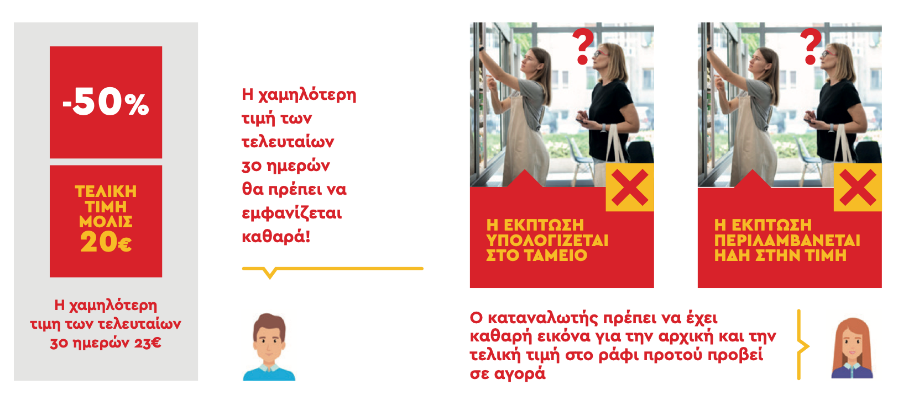 -50%
ΤΕΛΙΚΗ
ΤΙΜΗ
ΜΟΛΙΣ
20€
Η χαμηλότερη
τιμη των τελευταίων
30 ημερών 23€
Η χαμηλότερη
τιμή των
τελευταίων
30 ημερών
θα πρέπει να
εμφανίζεται
καθαρά!
?
Η ΕΚΠΤΩΣΗ
ΥΠΟΛΟΓΙΖΕΤΑΙ
ΣΤΟ ΤΑΜΕΙΟ
?
Η ΕΚΠΤΩΣΗ
ΠΕΡΙΛΑΜΒΑΝΕΤΑΙ
ΗΔΗ ΣΤΗΝ ΤΙΜΗ
Ο καταναλωτής πρέπει να έχει
καθαρή εικόνα για την αρχική και την
τελική τιμή στο ράφι προτού προβεί
σε αγορά